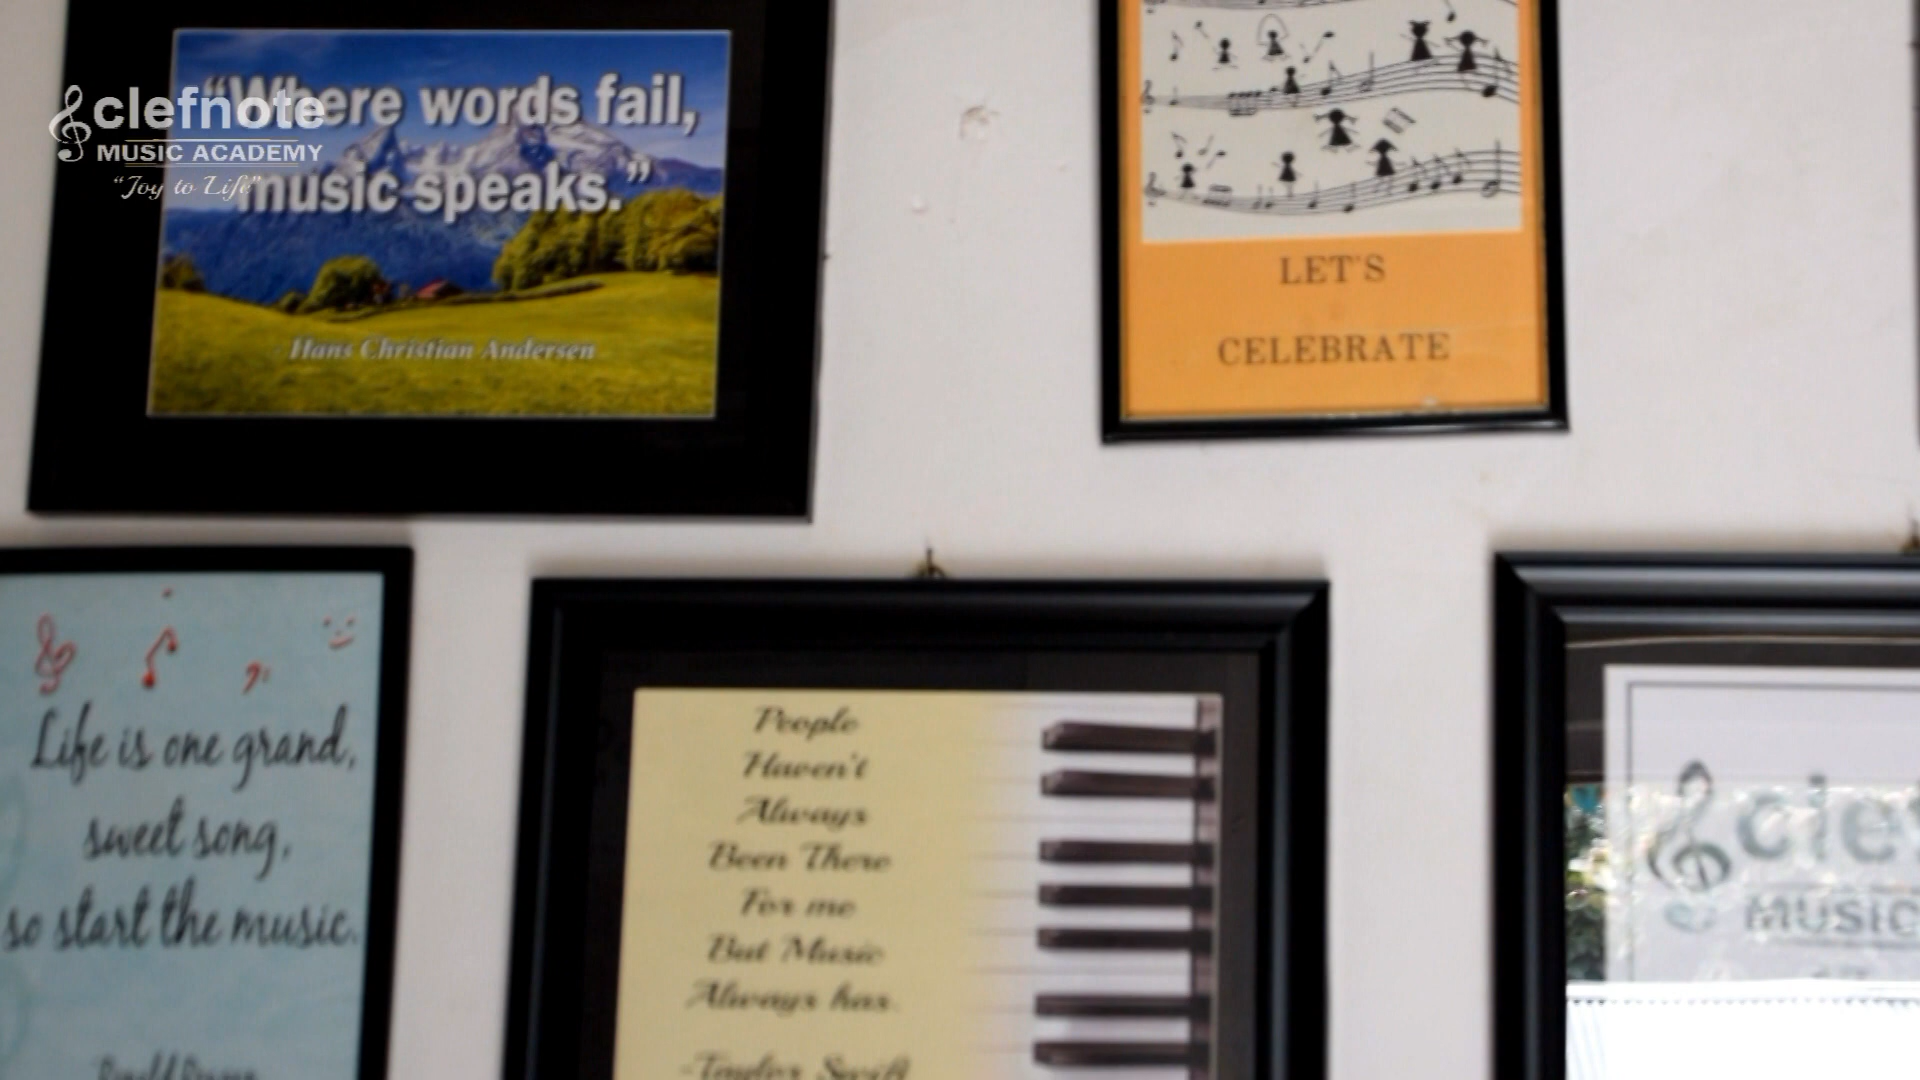 clefnote
MUSIC ACADEMY
“Joy to Life”
“Where words fail,
music speaks.”
- Hans Christian Andersen
LET'S
CELEBRATE
Life is one grand,
sweet song,
so start the music.
People
Haven't
Always
Been There
For me
But Music
Always has.
-Taylor Swift
MUSIC